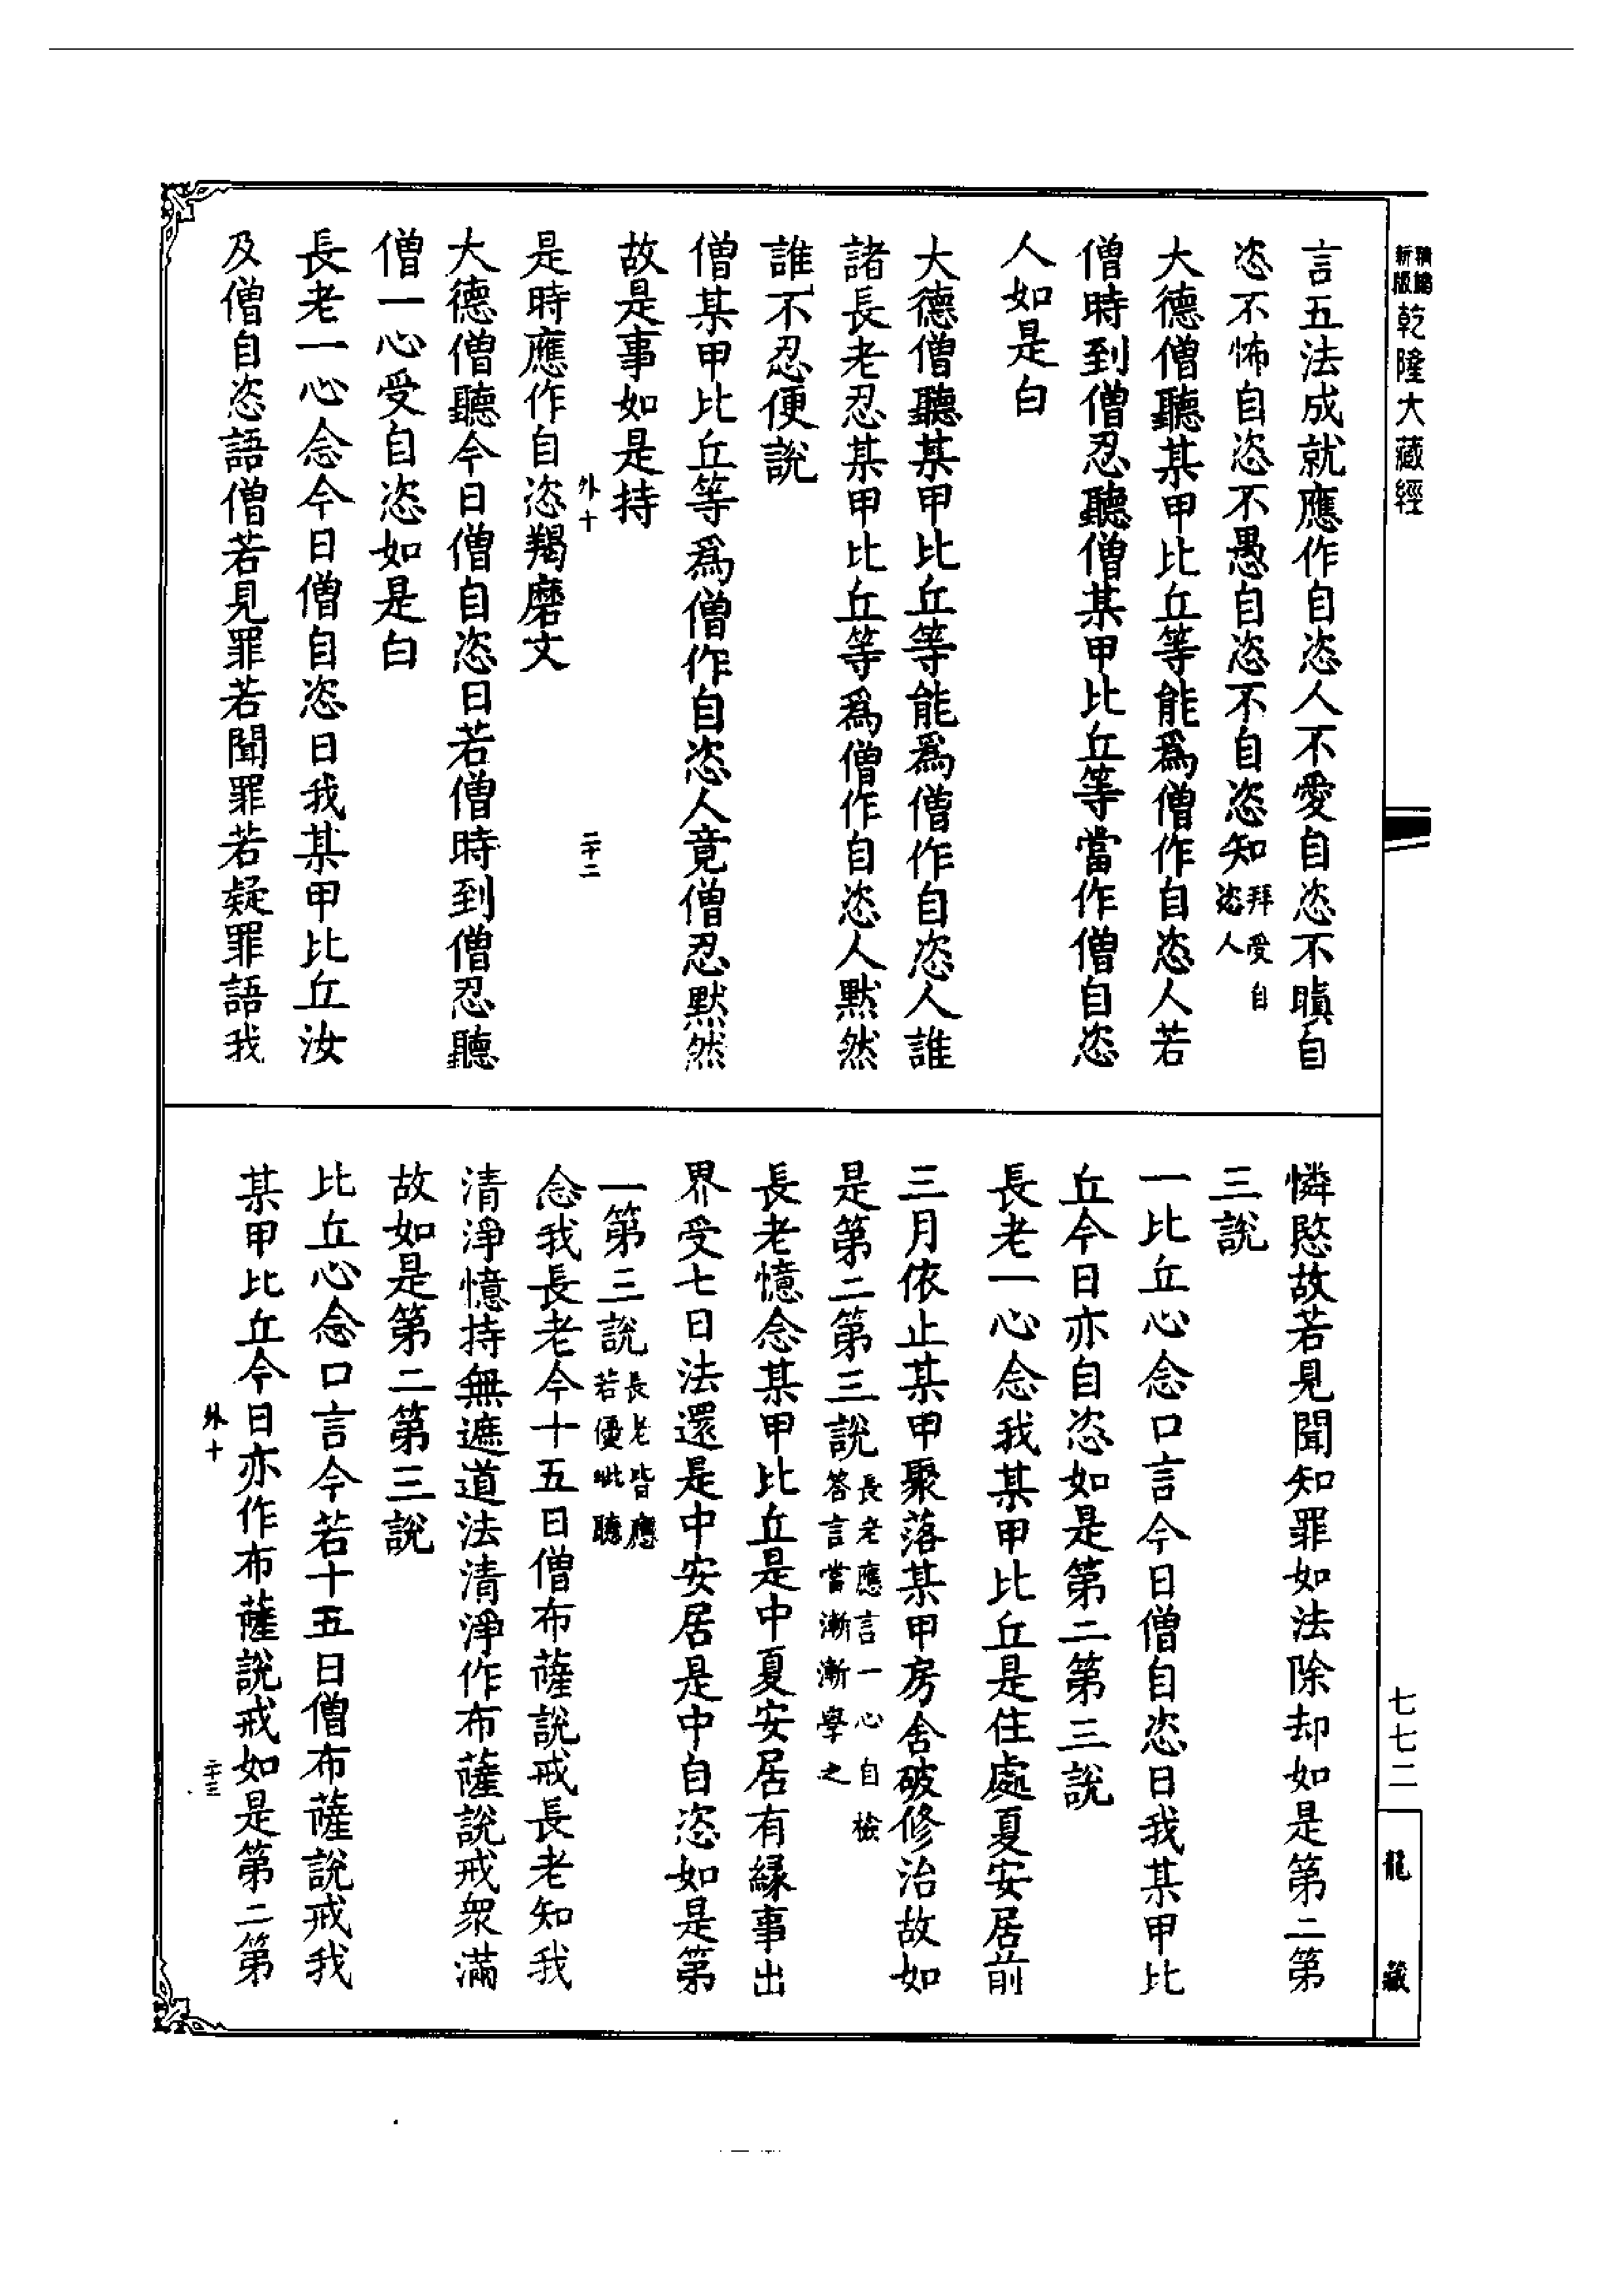 新版精編乾隆大藏經
言五法成就應作自恣人不愛自恣不瞋自
恣不怖自恣不愚自恣不自恣知拜受自恣人
大德僧聽某甲比丘等能為僧作自恣人若
僧時到僧忍聽僧某甲比丘等當作僧自恣
人如是白
大德僧聽某甲比丘等能為僧作自恣人誰
諸長老忍某甲比丘等為僧作自恣人默然
誰不忍便說
僧某甲比丘等為僧作自恣人竟僧忍默然
故是事如是持
外十
二十二
是時應作自恣羯磨文
大德僧聽今日僧自恣日若僧時到僧忍聽
僧一心受自恣如是白
長老一心念今日僧自恣日我某甲比丘汝
及僧自恣語僧若見罪若聞罪若疑罪語我
憐愍故若見聞知罪如法除却如是第二第
三說
一比丘心念口言今日僧自恣日我某甲比
丘今日亦自恣如是第二第三說
長老一心念我某甲比丘是住處夏安居前
三月依止某甲聚落某甲房舍破修治故如
是第二第三說長老應言一心自檢答言當漸漸學之
長老憶念某甲比丘是中夏安居有緣事出
界受七日法還是中安居是中自恣如是第
一第三說長老皆應若優毗聽
念我長老今十五日僧布薩說戒長老知我
清淨憶持無遮道法清淨作布薩說戒眾滿
故如是第二第三說
比丘心念口言今若十五日僧布薩說戒我
某甲比丘今日亦作布薩說戒如是第二第
外十
二十三
七七二
龍藏